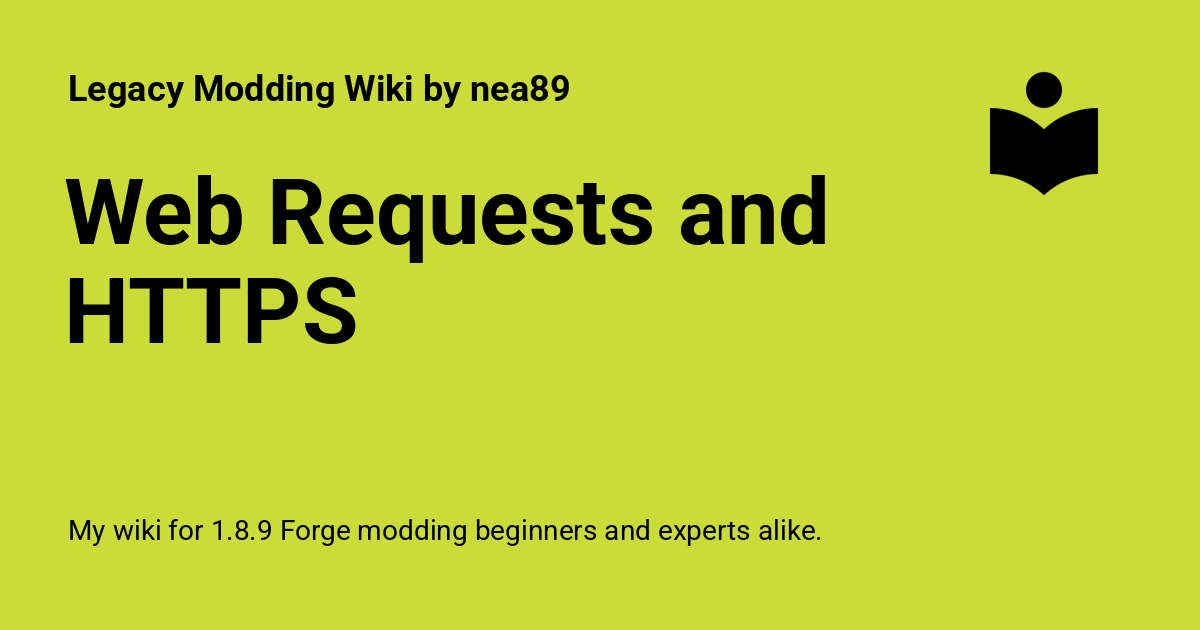 Legacy Modding Wiki by nea89
Web Requests and
HTTPS
My wiki for 1.8.9 Forge modding beginners and experts alike.